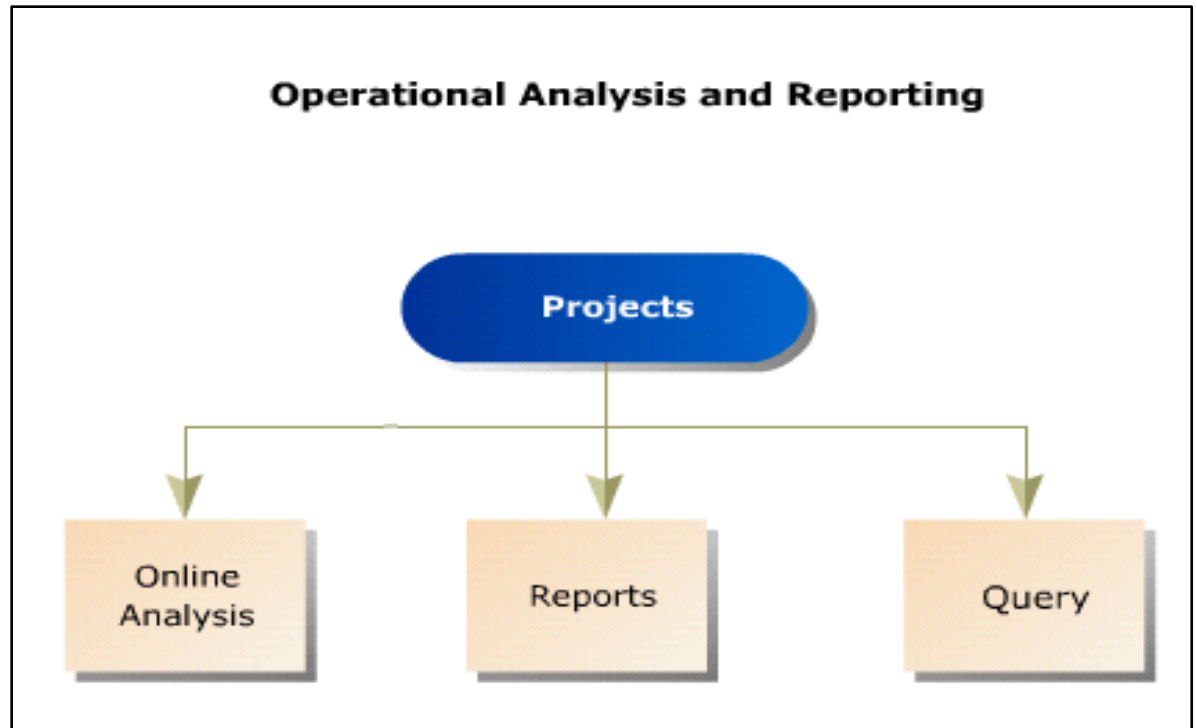 Operational Analysis and Reporting
Projects
Online
Analysis
Reports
Query